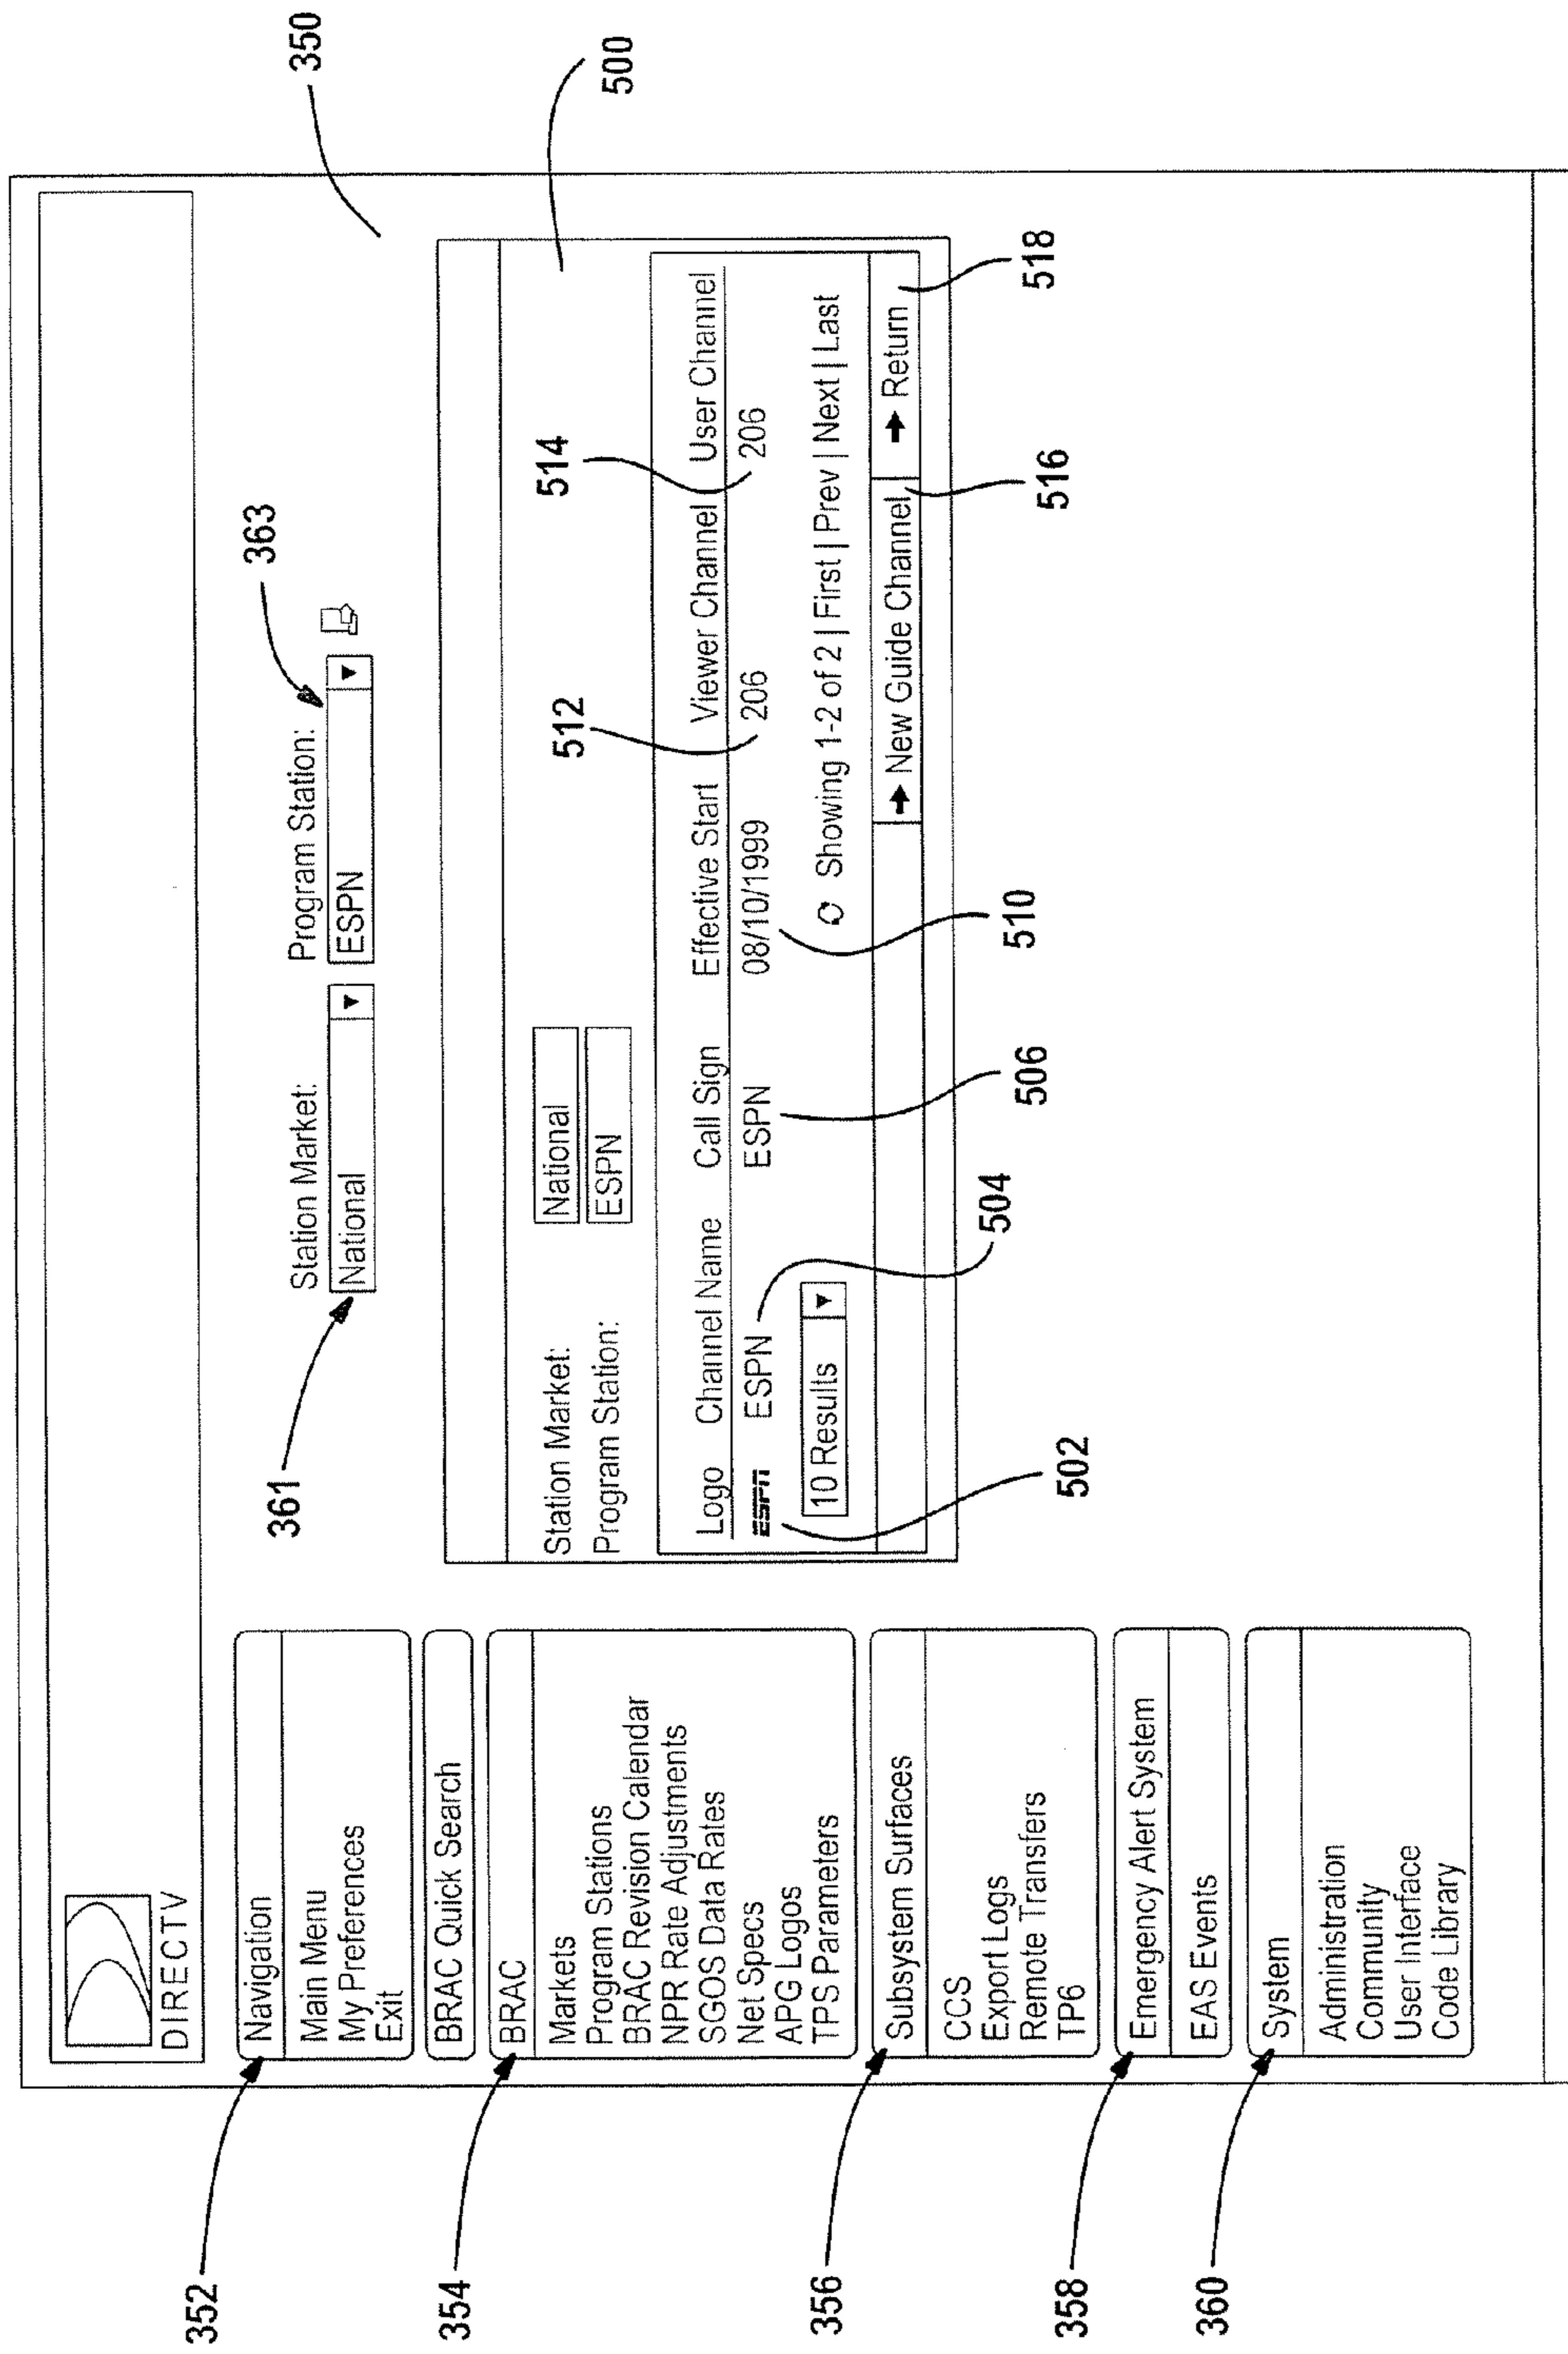 DIRECTV
352
Navigation
Main Menu
My Preferences
Exit
BRAC Quick Search
354
BRAC
Markets
Program Stations
BRAC Revision Calendar
NPR Rate Adjustments
SGOS Data Rates
Net Specs
APG Logos
TPS Parameters
356
Subsystem Surfaces
CCS
Export Logs
Remote Transfers
TP6
358
Emergency Alert System
EAS Events
360
System
Administration
Community
User Interface
Code Library
361
363
350
Station Market: Program Station:
National ESPN
500
Station Market: National
Program Station: ESPN
512
514
Logo Channel Name Call Sign Effective Start Viewer Channel User Channel
ESPN ESPN ESPN 08/10/1999 206 206
10 Results Showing 1-2 of 2 | First | Prev | Next | Last
New Guide Channel Return
502
504
506
510
516
518